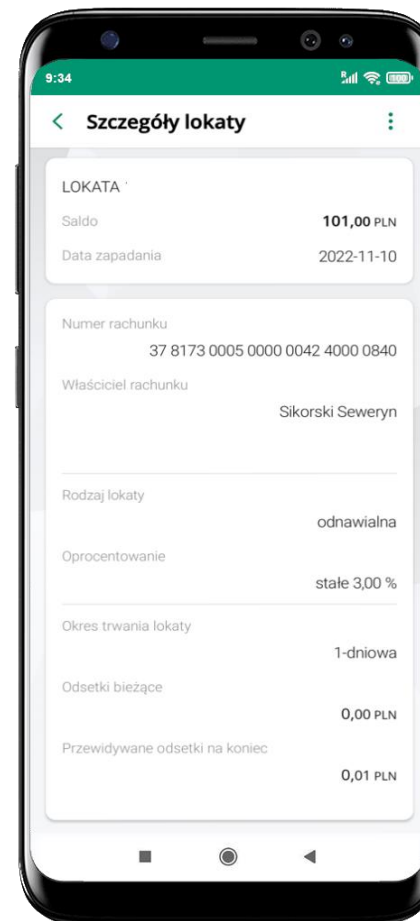 9:34
Szczegóły lokaty
LOKATA
Saldo 101,00 PLN
Data zapadania 2022-11-10
Numer rachunku
37 8173 0005 0000 0042 4000 0840
Właściciel rachunku
Sikorski Seweryn
Rodzaj lokaty
odnawialna
Oprocentowanie
stałe 3,00 %
Okres trwania lokaty
1-dniowa
Odsetki bieżące
0,00 PLN
Przewidywane odsetki na koniec
0,01 PLN